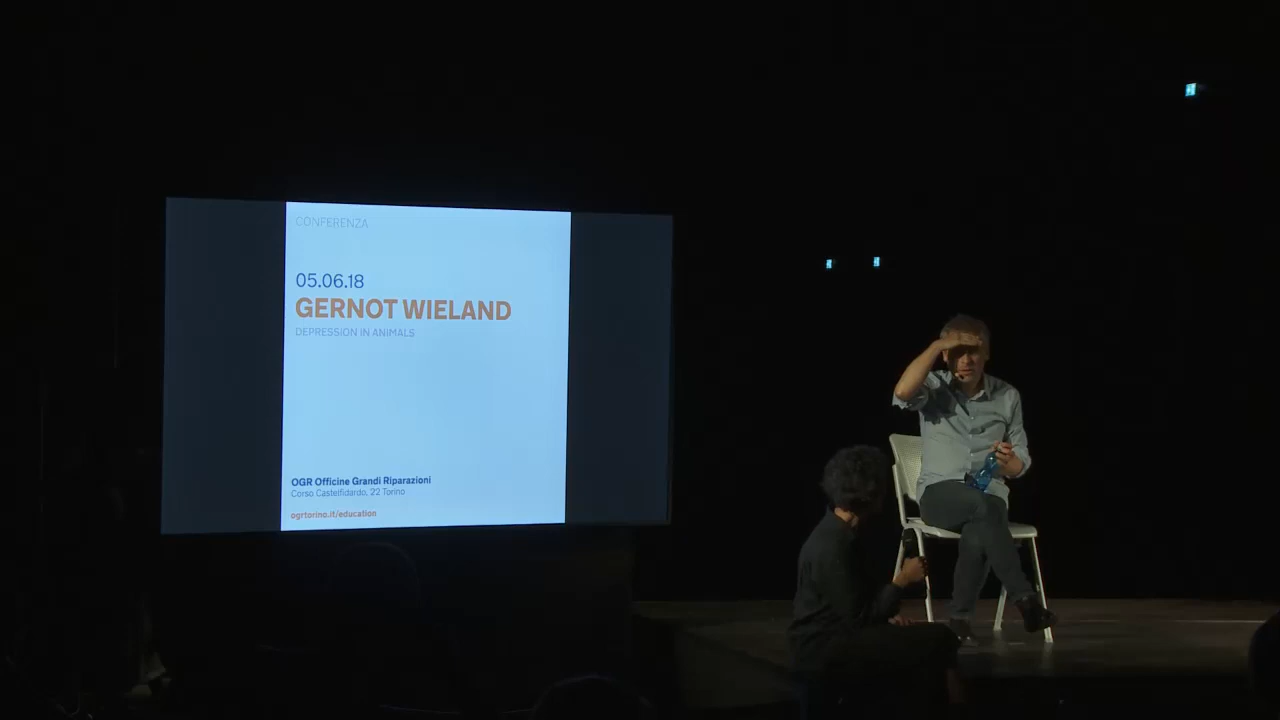 CONFERENZA
05.06.18
GERNOT WIELAND
DEPRESSION IN ANIMALS
OGR Officine Grandi Riparazioni
Corso Castelfidardo, 22 Torino
ogrtorino.it/education